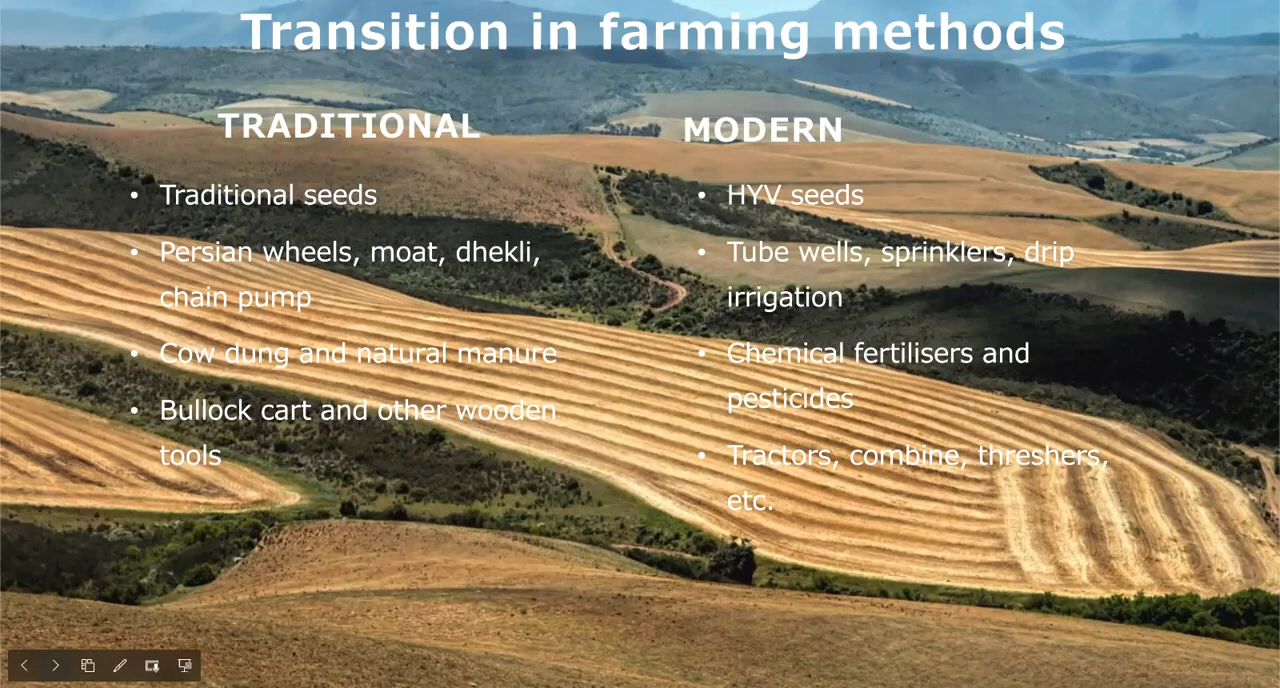 Transition in farming methods
TRADITIONAL
• Traditional seeds
• Persian wheels, moat, dhekli,
chain pump
• Cow dung and natural manure
• Bullock cart and other wooden
tools
MODERN
• HYV seeds
• Tube wells, sprinklers, drip
irrigation
• Chemical fertilisers and
pesticides
• Tractors, combine, threshers,
etc.